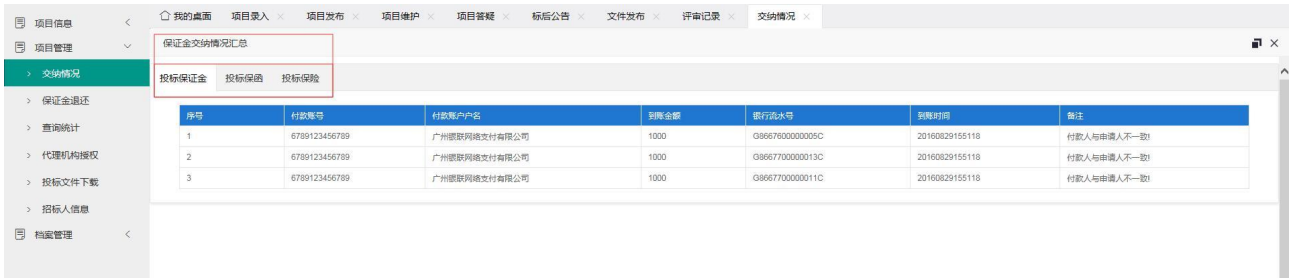 项目信息
项目管理
交纳情况
保证金退还
查询统计
代理机构授权
投标文件下载
招标人信息
档案管理
我的桌面 项目录入 项目发布 项目维护 项目答疑 标后公告 文件发布 评审记录 交纳情况
保证金交纳情况汇总
投标保证金 投标保函 投标保险
序号 付款账号 付款账户户名 到账金额 银行流水号 到账时间 备注
1 6789123456789 广州银联网络支付有限公司 1000 G8667600000005C 20160829155118 付款人与申请人不一致!
2 6789123456789 广州银联网络支付有限公司 1000 G8667700000013C 20160829155118 付款人与申请人不一致!
3 6789123456789 广州银联网络支付有限公司 1000 G8667700000011C 20160829155118 付款人与申请人不一致!